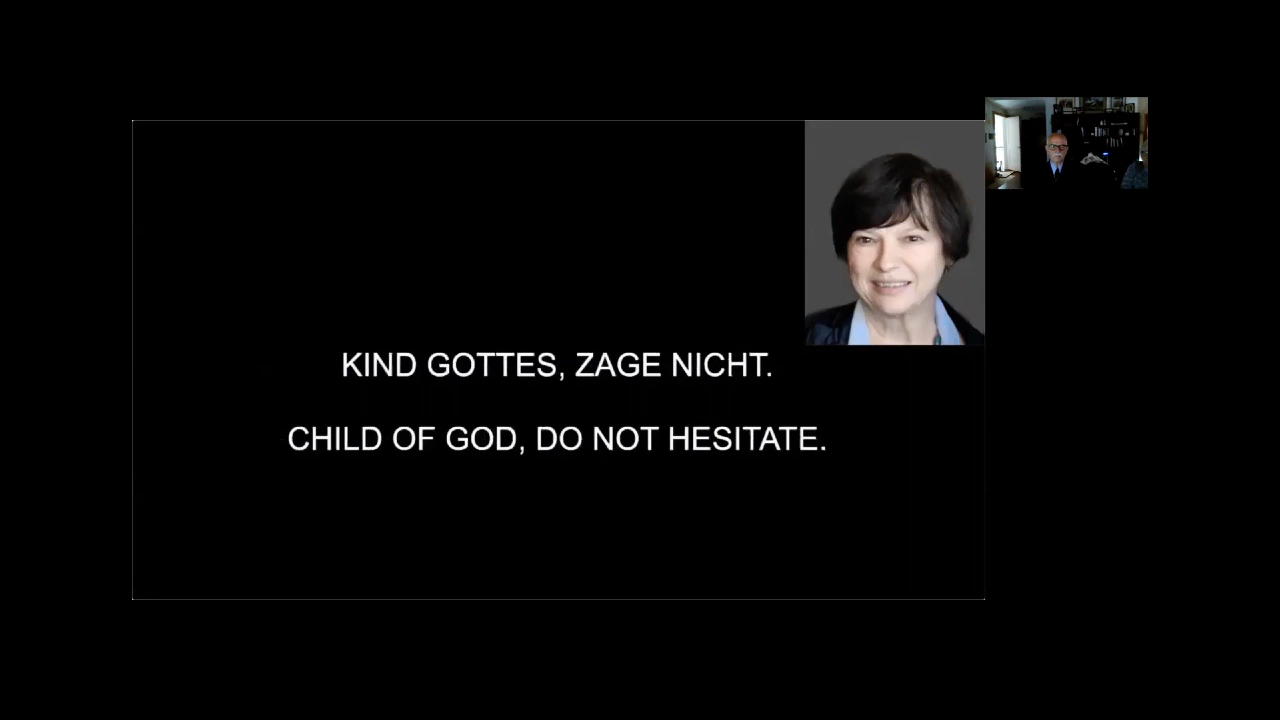 KIND GOTTES, ZAGE NICHT.
CHILD OF GOD, DO NOT HESITATE.